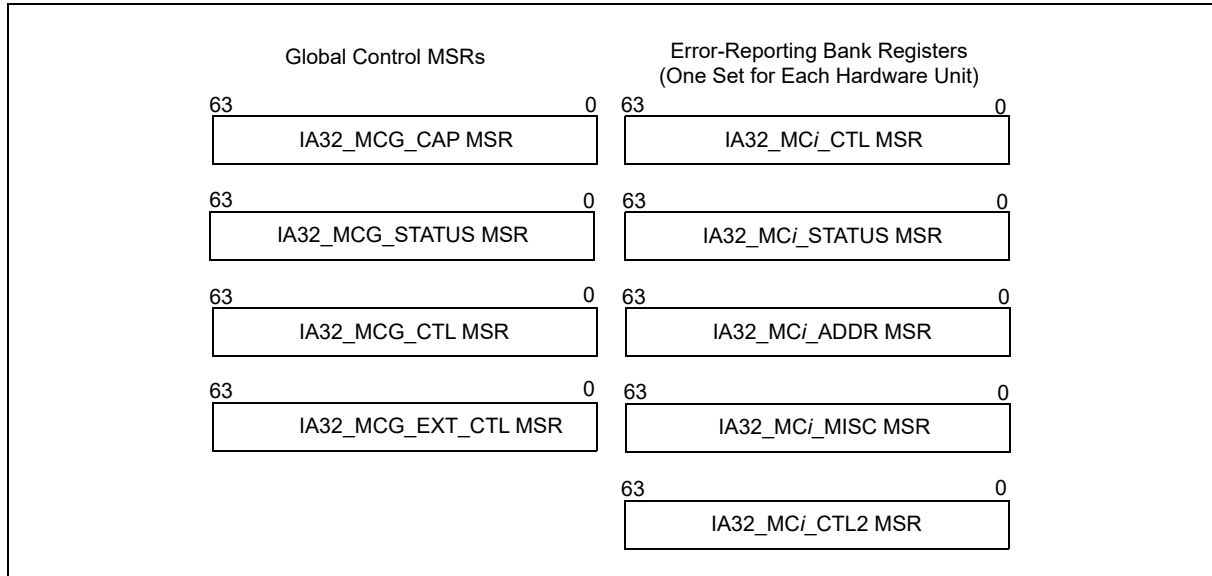 Global Control MSRs
63 0
IA32_MCG_CAP MSR
63 0
IA32_MCG_STATUS MSR
63 0
IA32_MCG_CTL MSR
63 0
IA32_MCG_EXT_CTL MSR
Error-Reporting Bank Registers
(One Set for Each Hardware Unit)
63 0
IA32_MCi_CTL MSR
63 0
IA32_MCi_STATUS MSR
63 0
IA32_MCi_ADDR MSR
63 0
IA32_MCi_MISC MSR
63 0
IA32_MCi_CTL2 MSR